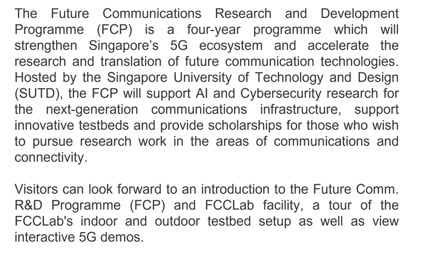 The Future Communications Research and Development
Programme (FCP) is a four-year programme which will
strengthen Singapore's 5G ecosystem and accelerate the
research and translation of future communication technologies.
Hosted by the Singapore University of Technology and Design
(SUTD), the FCP will support AI and Cybersecurity research for
the next-generation communications infrastructure, support
innovative testbeds and provide scholarships for those who wish
to pursue research work in the areas of communications and
connectivity.
Visitors can look forward to an introduction to the Future Comm.
R&D Programme (FCP) and FCCLab facility, a tour of the
FCCLab's indoor and outdoor testbed setup as well as view
interactive 5G demos.